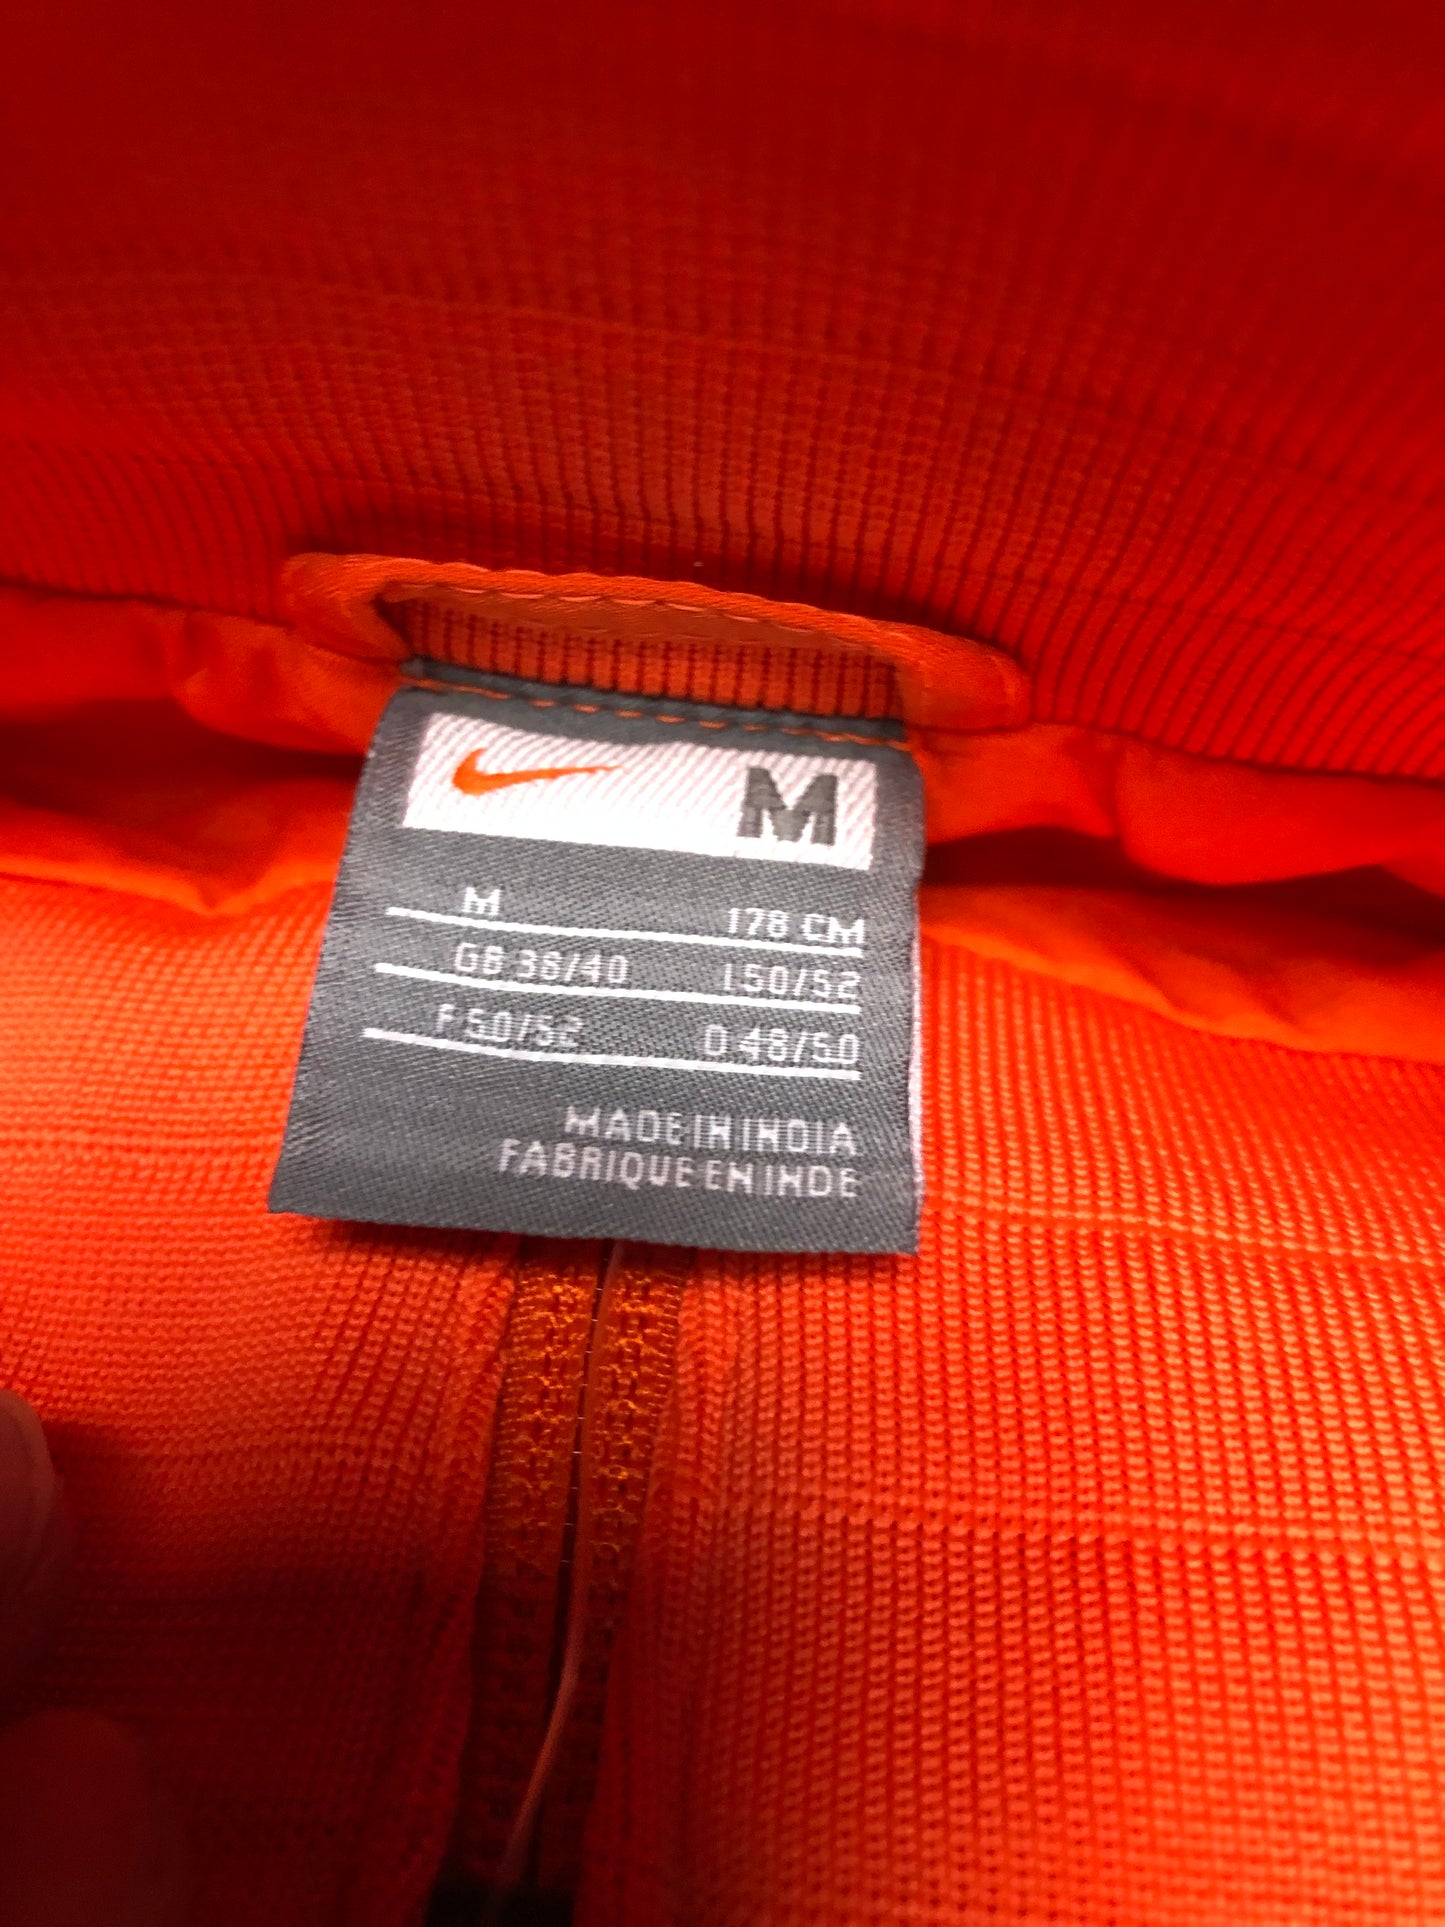 M
M 178 CM
GB 38/40 I 50/52
F 50/52 D 48/50
MADE IN INDIA
FABRIQUE EN INDE